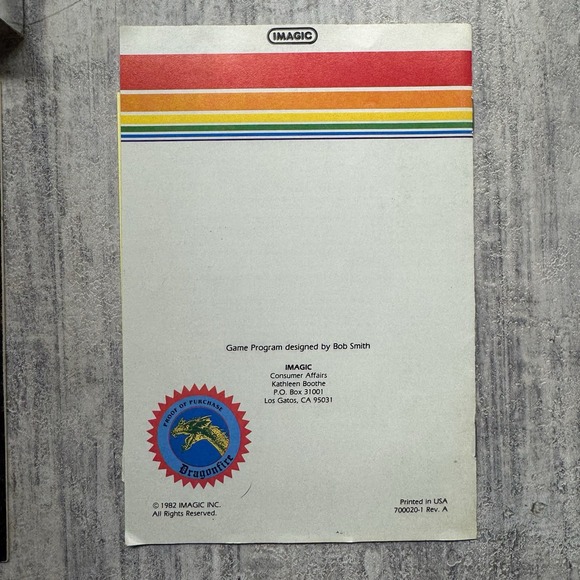 IMAGIC
Game Program designed by Bob Smith
IMAGIC
Consumer Affairs
Kathleen Boothe
P.O. Box 31001
Los Gatos, CA 95031
PROOF OF PURCHASE
Dragonfire
© 1982 IMAGIC INC.
All Rights Reserved.
Printed in USA
700020-1 Rev. A